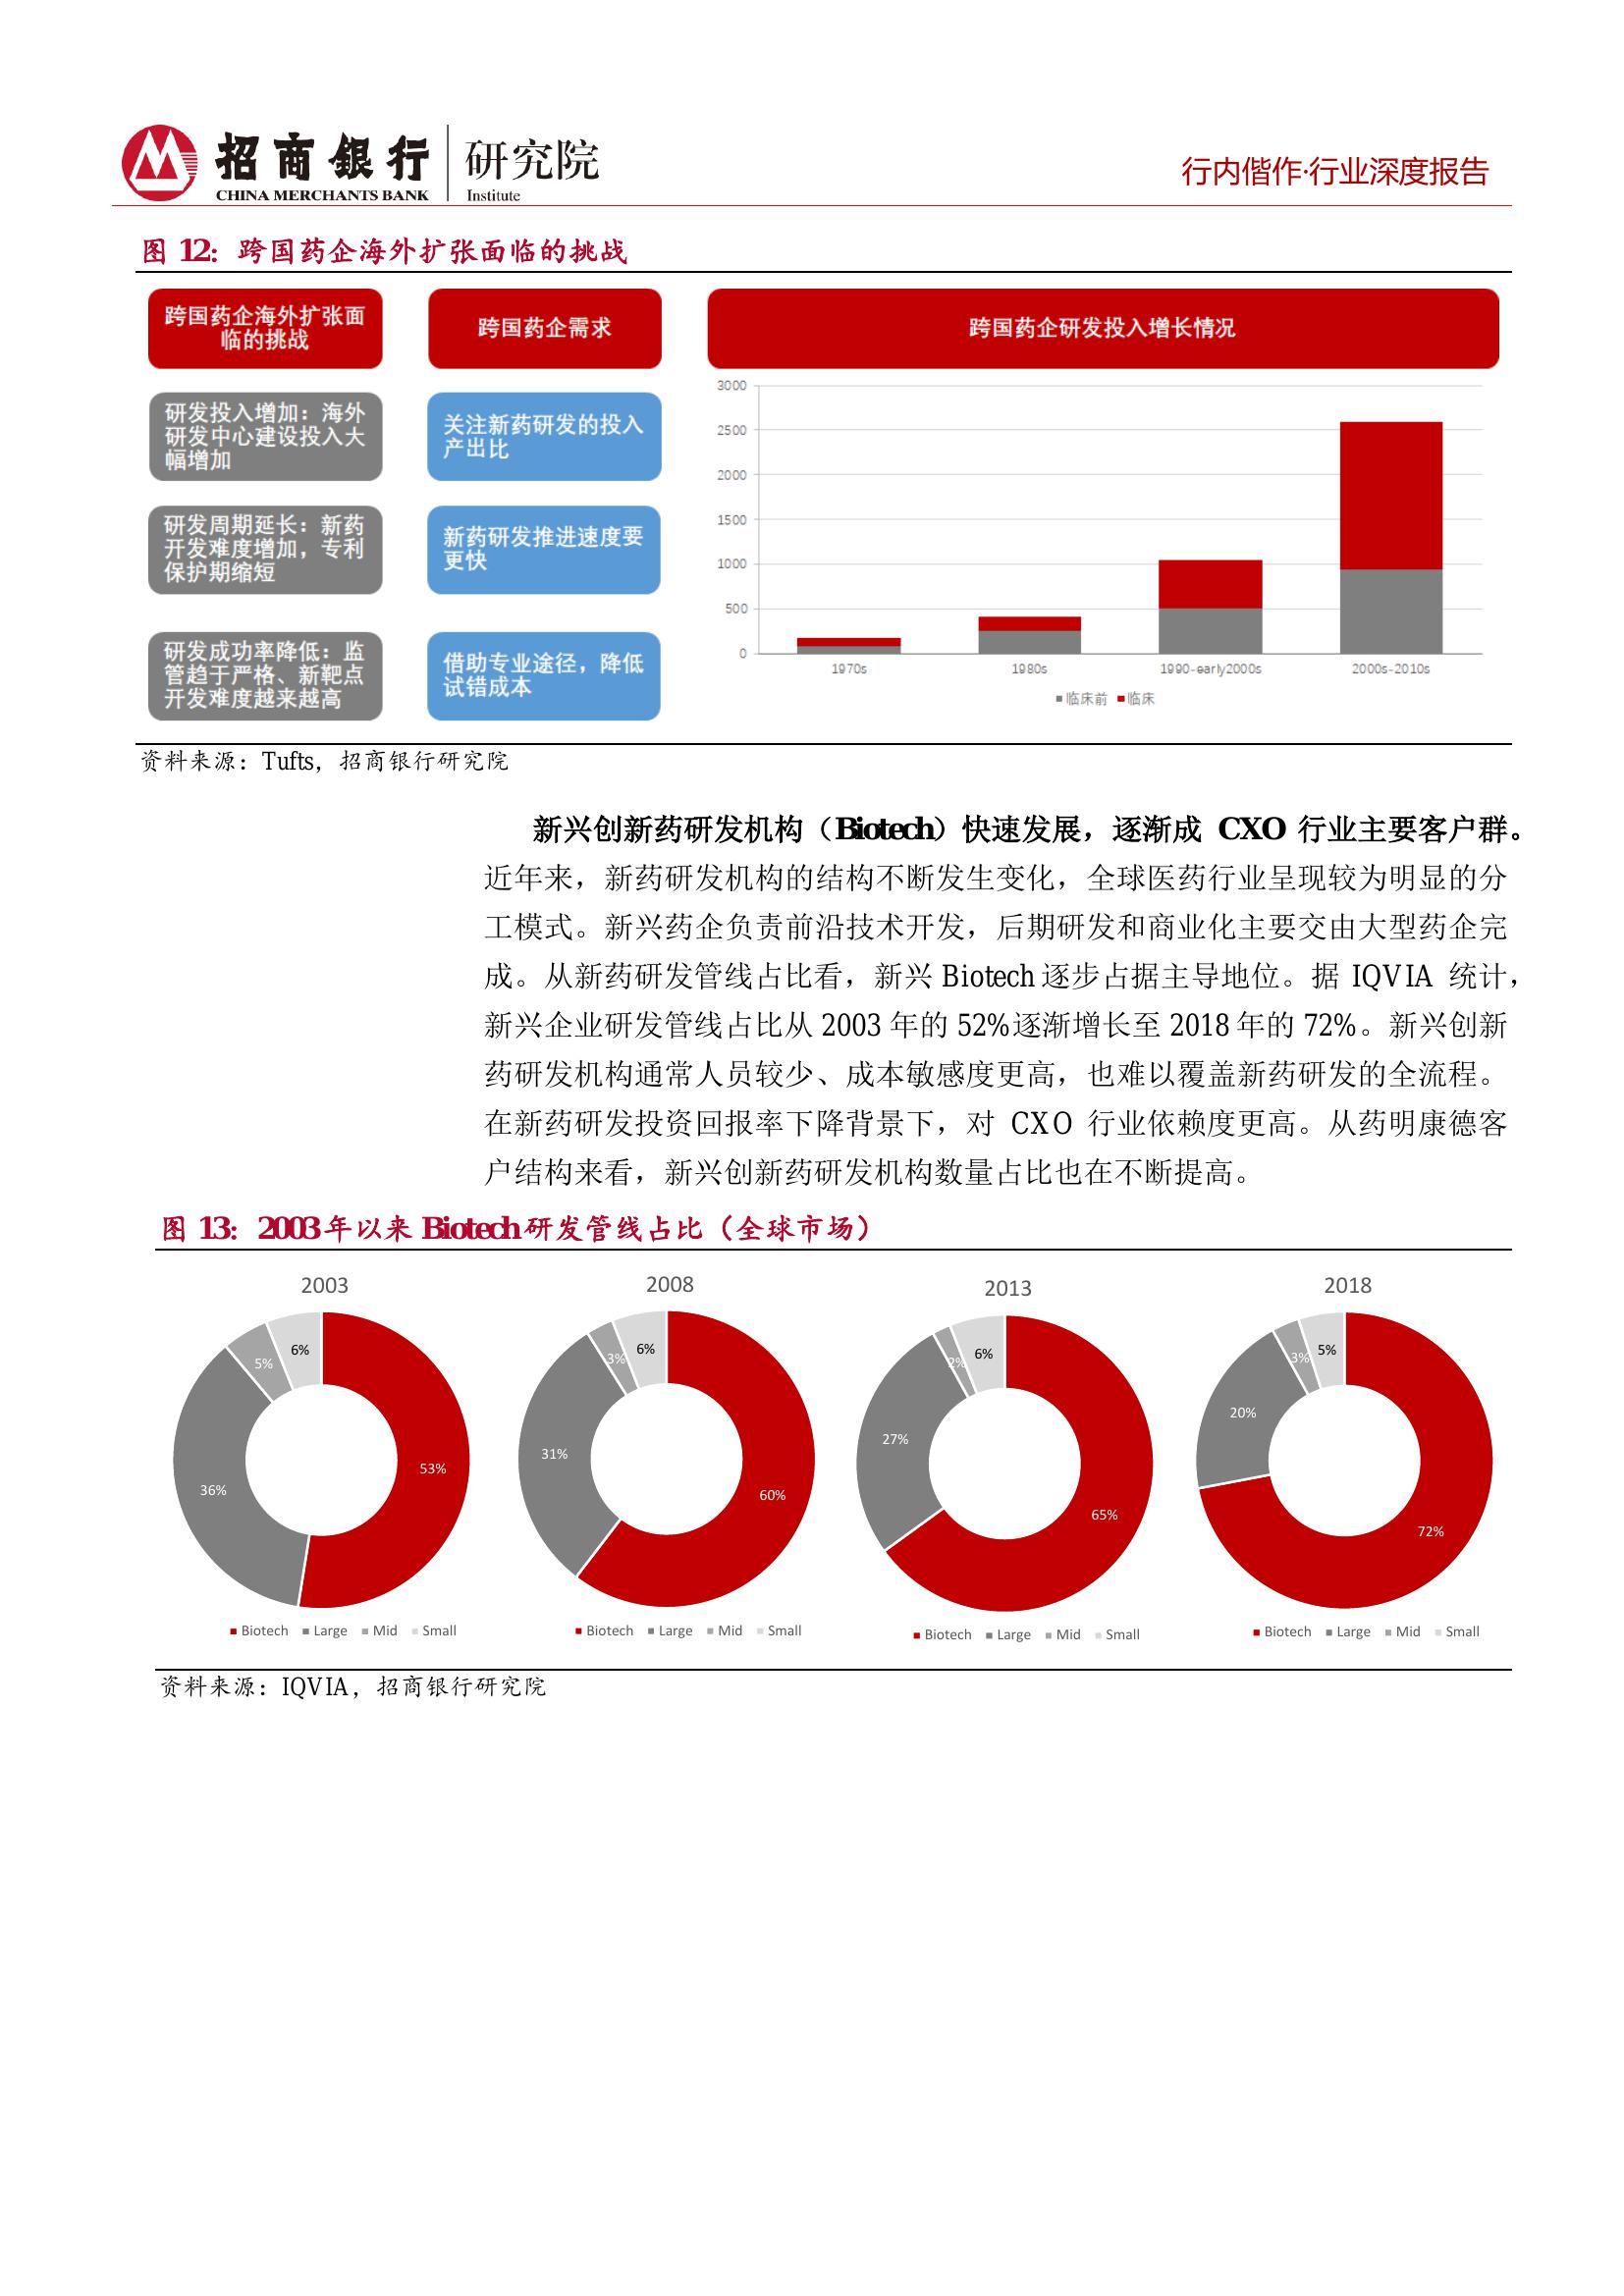 招商銀行
CHINA MERCHANTS BANK
研究院
Institute
行内偕作·行业深度报告
图 12：跨国药企海外扩张面临的挑战
跨国药企海外扩张面
临的挑战
跨国药企需求
跨国药企研发投入增长情况
研发投入增加：海外
研发中心建设投入大
幅增加
关注新药研发的投入
产出比
研发周期延长：新药
开发难度增加，专利
保护期缩短
新药研发推进速度要
更快
研发成功率降低：监
管趋于严格、新靶点
开发难度越来越高
借助专业途径，降低
试错成本
3000
2500
2000
1500
1000
500
0
1970s 1980s 1990-early2000s 2000s-2010s
临床前 临床
资料来源：Tufts，招商银行研究院
新兴创新药研发机构（Biotech）快速发展，逐渐成 CXO 行业主要客户群。
近年来，新药研发机构的结构不断发生变化，全球医药行业呈现较为明显的分
工模式。新兴药企负责前沿技术开发，后期研发和商业化主要交由大型药企完
成。从新药研发管线占比看，新兴 Biotech 逐步占据主导地位。据 IQVIA 统计，
新兴企业研发管线占比从 2003 年的 52%逐渐增长至 2018 年的 72%。新兴创新
药研发机构通常人员较少、成本敏感度更高，也难以覆盖新药研发的全流程。
在新药研发投资回报率下降背景下，对 CXO 行业依赖度更高。从药明康德客
户结构来看，新兴创新药研发机构数量占比也在不断提高。
图 13：2003年以来 Biotech 研发管线占比（全球市场）
2003
6%
5%
53%
36%
Biotech Large Mid Small
2008
6%
3%
31%
60%
Biotech Large Mid Small
2013
6%
2%
27%
65%
Biotech Large Mid Small
2018
5%
3%
20%
72%
Biotech Large Mid Small
资料来源：IQVIA，招商银行研究院